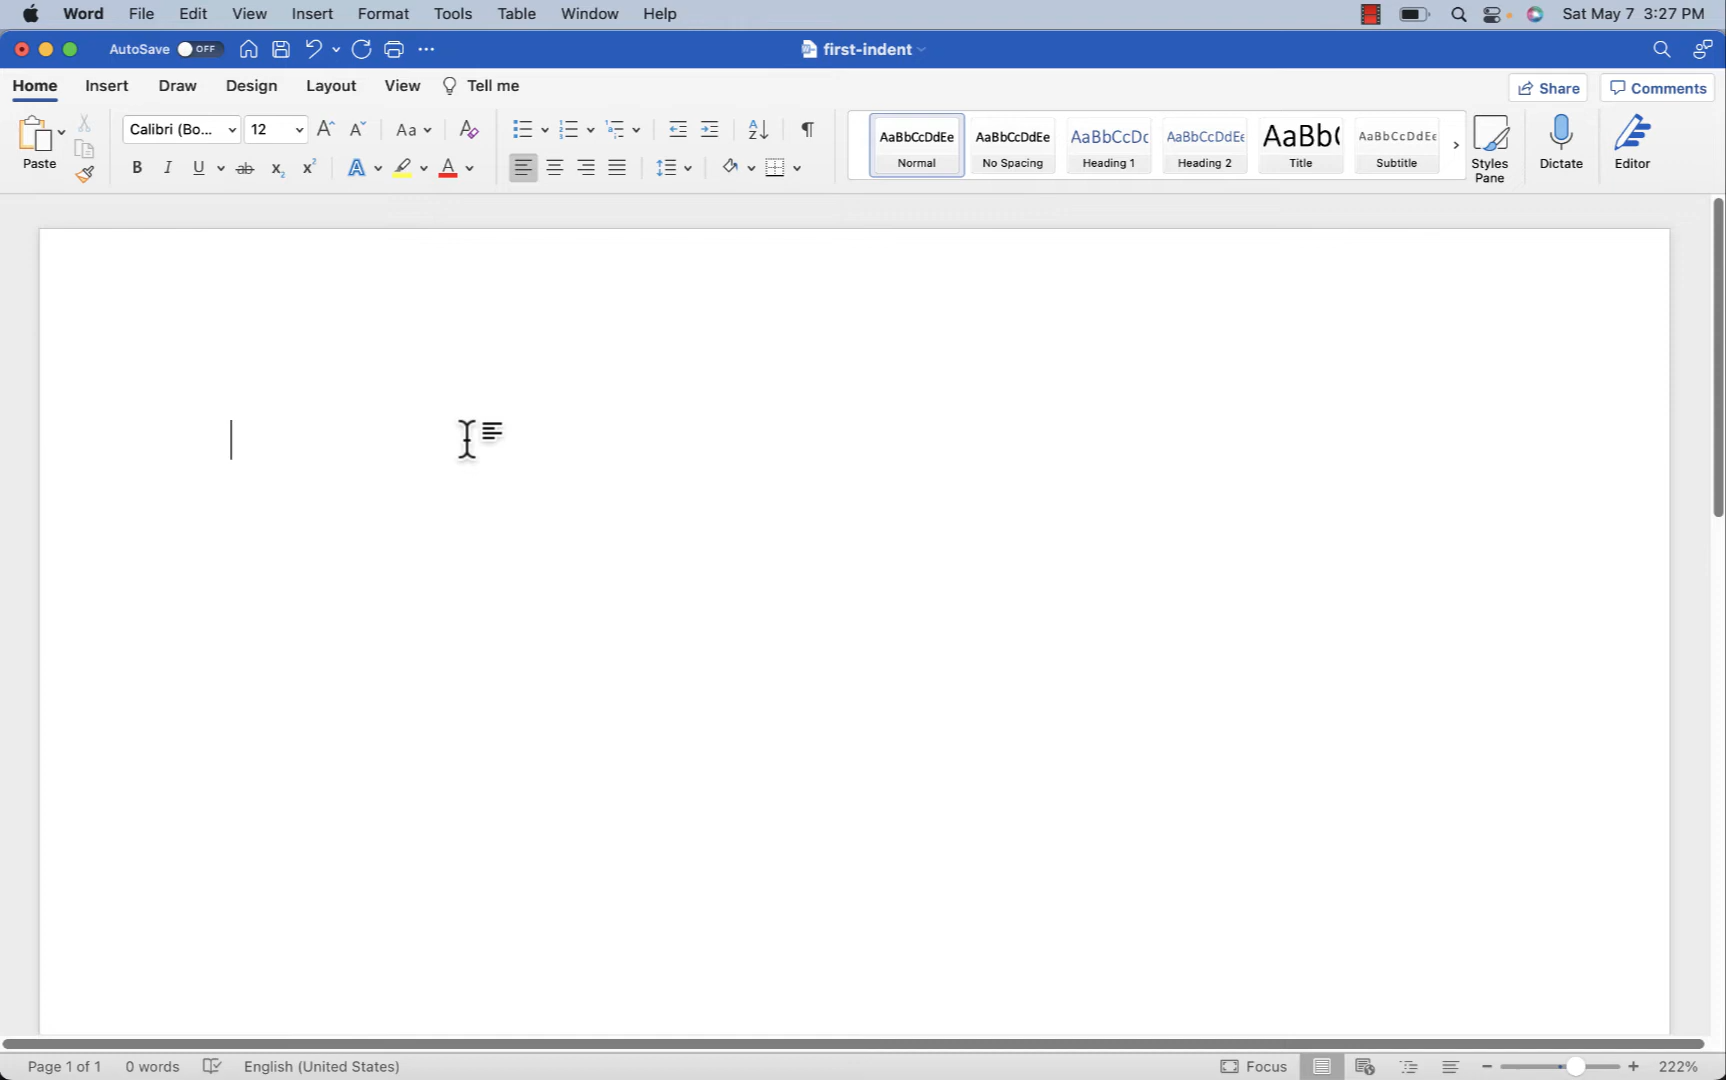 Word File Edit View Insert Format Tools Table Window Help Sat May 7 3:27 PM
AutoSave OFF first-indent
Home Insert Draw Design Layout View Tell me Share Comments
Paste Calibri (Bo... 12 Aa AaBbCcDdEe AaBbCcDdEe AaBbCcDc AaBbCcDdEe AaBb( AaBbCcDdEe
Normal No Spacing Heading 1 Heading 2 Title Subtitle Styles Pane Dictate Editor
B I U ab x₂ x² A A
Page 1 of 1 0 words English (United States) Focus 222%